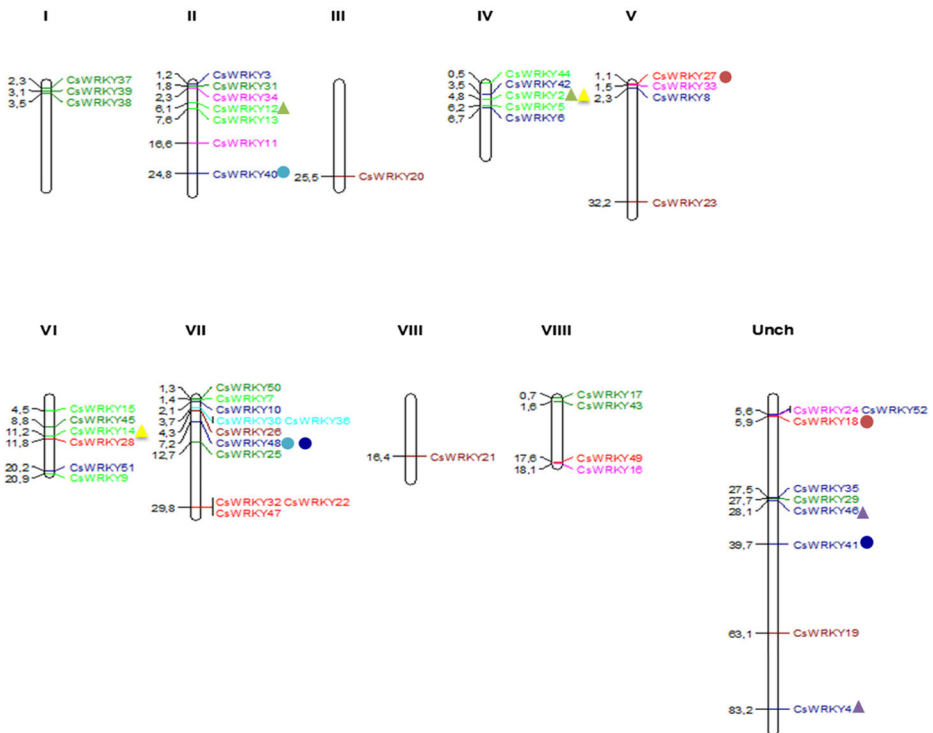 I II III IV V
2,3 CsWRKY37
3,1 CsWRKY39
3,5 CsWRKY38
1,2 CsWRKY3
1,8 CsWRKY31
2,3 CsWRKY34
6,1 CsWRKY12
7,6 CsWRKY13
16,6 CsWRKY11
24,8 CsWRKY40
25,5 CsWRKY20
0,5 CsWRKY44
3,5 CsWRKY42
4,8 CsWRKY2
6,2 CsWRKY5
6,7 CsWRKY6
1,1 CsWRKY27
1,5 CsWRKY33
2,3 CsWRKY8
32,2 CsWRKY23
VI VII VIII VIIII Unch
4,5 CsWRKY15
8,8 CsWRKY45
11,2 CsWRKY14
11,8 CsWRKY28
20,2 CsWRKY51
20,9 CsWRKY9
1,3 CsWRKY50
1,4 CsWRKY7
2,1 CsWRKY10
3,7 CsWRKY30 CsWRKY36
4,3 CsWRKY26
7,2 CsWRKY48
12,7 CsWRKY25
29,8 CsWRKY32 CsWRKY22
CsWRKY47
16,4 CsWRKY21
0,7 CsWRKY17
1,6 CsWRKY43
17,6 CsWRKY49
18,1 CsWRKY16
5,6 CsWRKY24 CsWRKY52
5,9 CsWRKY18
27,5 CsWRKY35
27,7 CsWRKY29
28,1 CsWRKY46
39,7 CsWRKY41
63,1 CsWRKY19
83,2 CsWRKY4